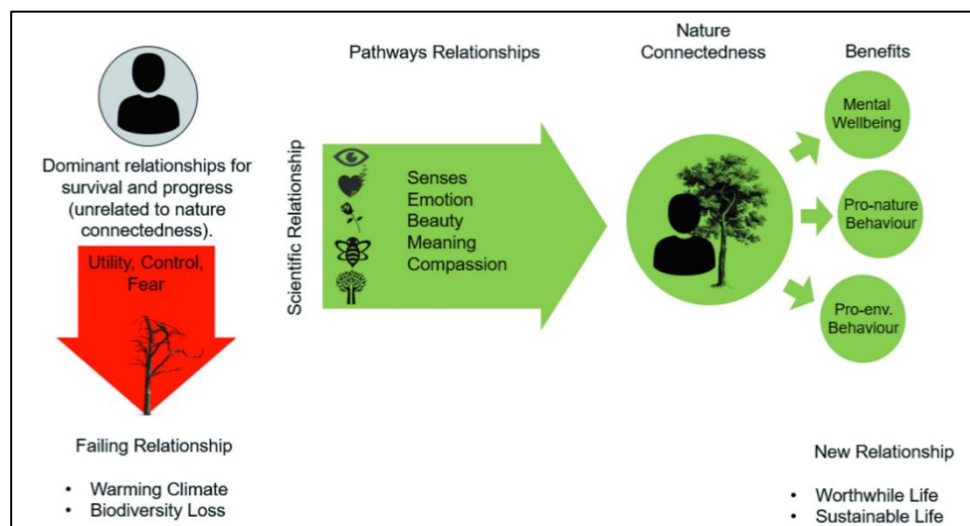 Dominant relationships for
survival and progress
(unrelated to nature
connectedness).
Utility, Control,
Fear
Failing Relationship
• Warming Climate
• Biodiversity Loss
Scientific Relationship
Pathways Relationships
Senses
Emotion
Beauty
Meaning
Compassion
Nature
Connectedness
Benefits
Mental
Wellbeing
Pro-nature
Behaviour
Pro-env.
Behaviour
New Relationship
• Worthwhile Life
• Sustainable Life